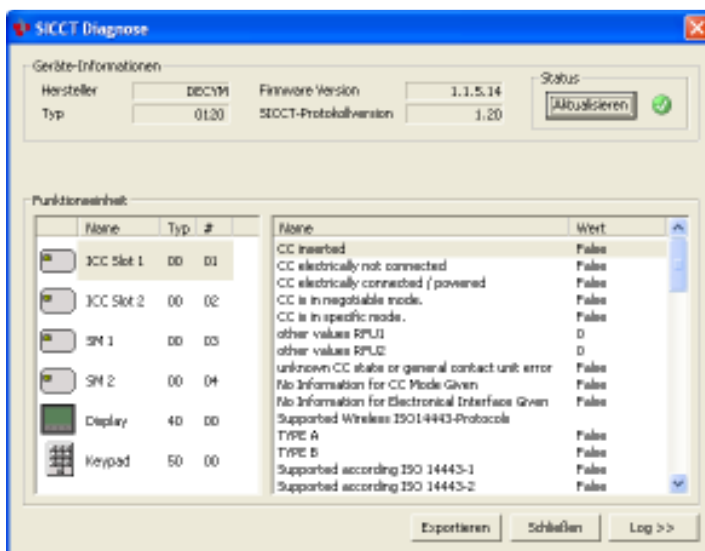 SICCT Diagnose
Geräte-Informationen
Hersteller DECYM
Typ 0120
Firmware Version 1.1.5.14
SICCT-Protokollversion 1.20
Status
Aktualisieren
Funktionseinheit
Name Typ #
ICC Slot 1 00 01
ICC Slot 2 00 02
SM 1 00 03
SM 2 00 04
Display 40 00
Keypad 50 00
Name Wert
CC inserted False
CC electrically not connected False
CC electrically connected / powered False
CC is in negotiable mode. False
CC is in specific mode. False
other values RFU1 0
other values RFU2 0
unknown CC state or general contact unit error False
No Information for CC Mode Given False
No Information for Electronical Interface Given False
Supported Wireless ISO14443-Protocols
TYPE A False
TYPE B False
Supported according ISO 14443-1 False
Supported according ISO 14443-2 False
Exportieren
Schließen
Log >>